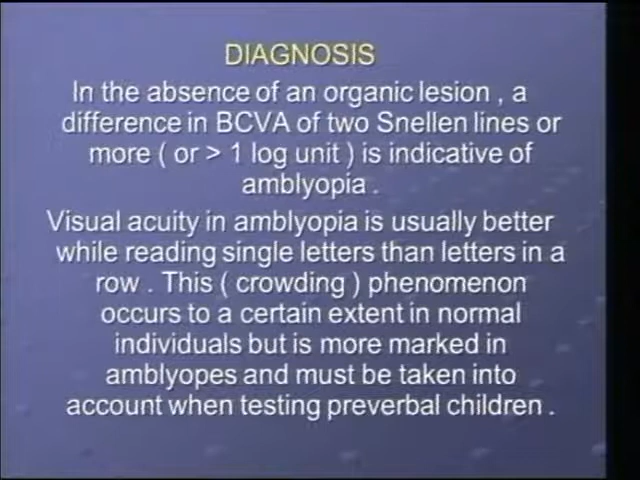 DIAGNOSIS
In the absence of an organic lesion , a
difference in BCVA of two Snellen lines or
more ( or > 1 log unit ) is indicative of
amblyopia .
Visual acuity in amblyopia is usually better
while reading single letters than letters in a
row . This ( crowding ) phenomenon
occurs to a certain extent in normal
individuals but is more marked in
amblyopes and must be taken into
account when testing preverbal children .